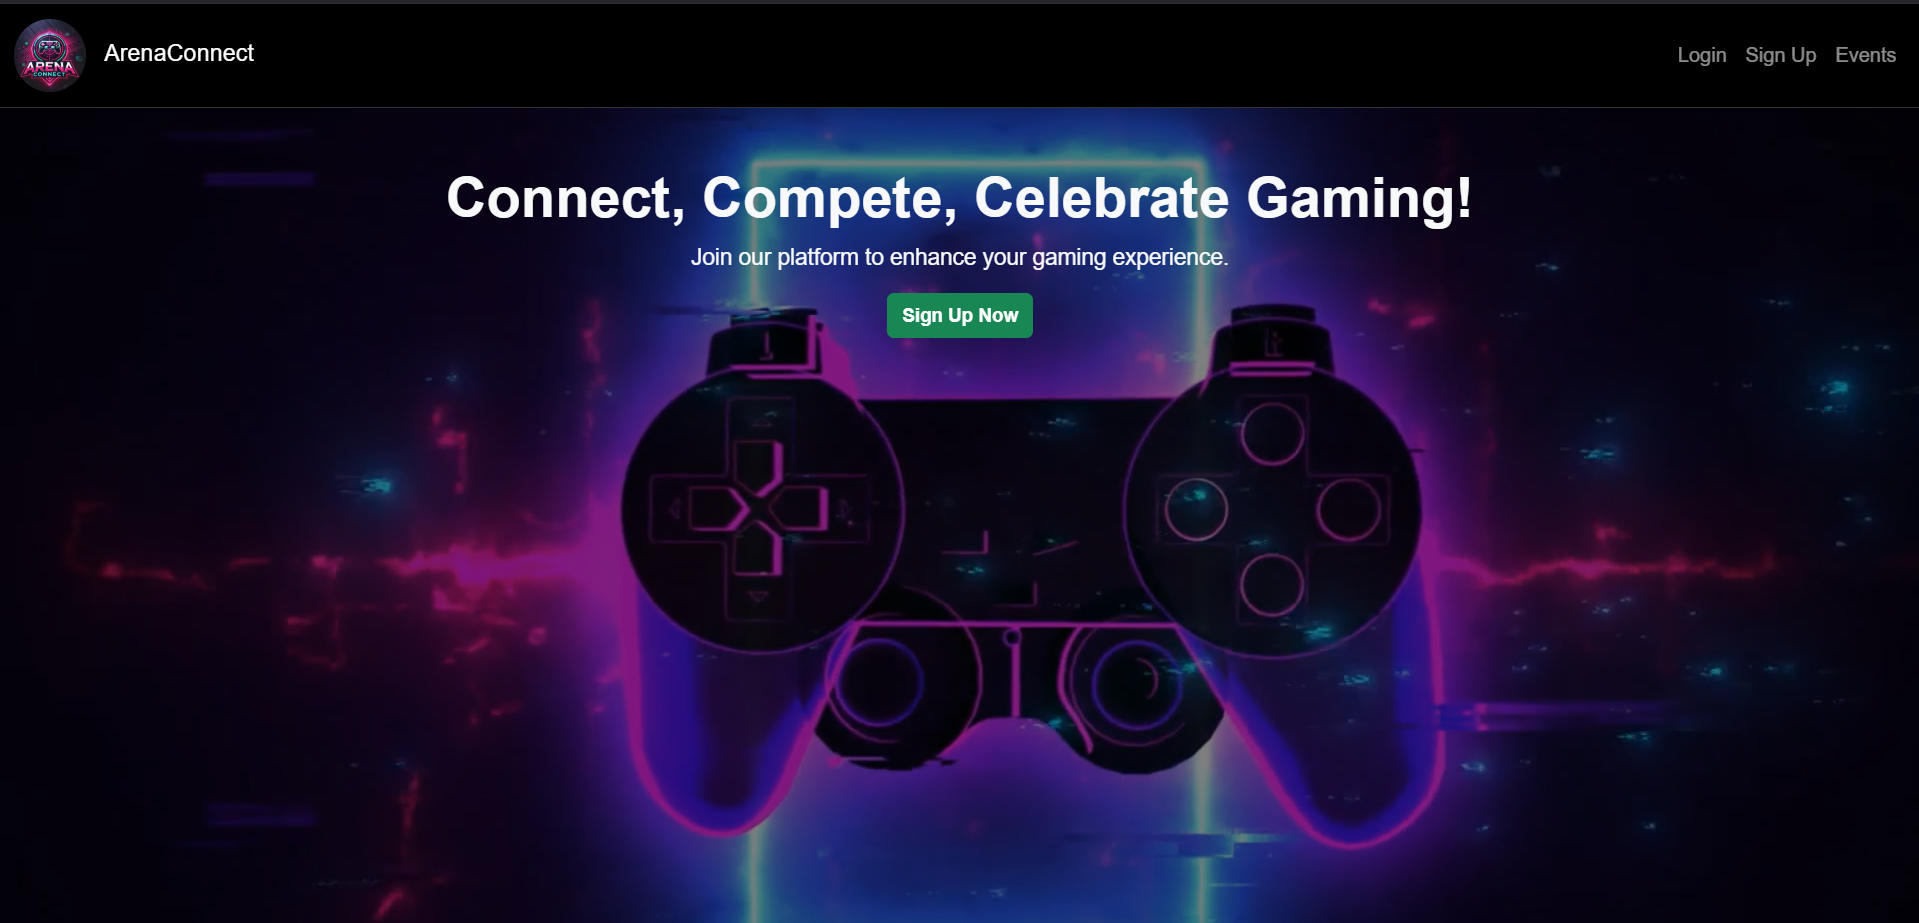 ARENA
CONNECT
ArenaConnect
Login Sign Up Events
Connect, Compete, Celebrate Gaming!
Join our platform to enhance your gaming experience.
Sign Up Now
L
R